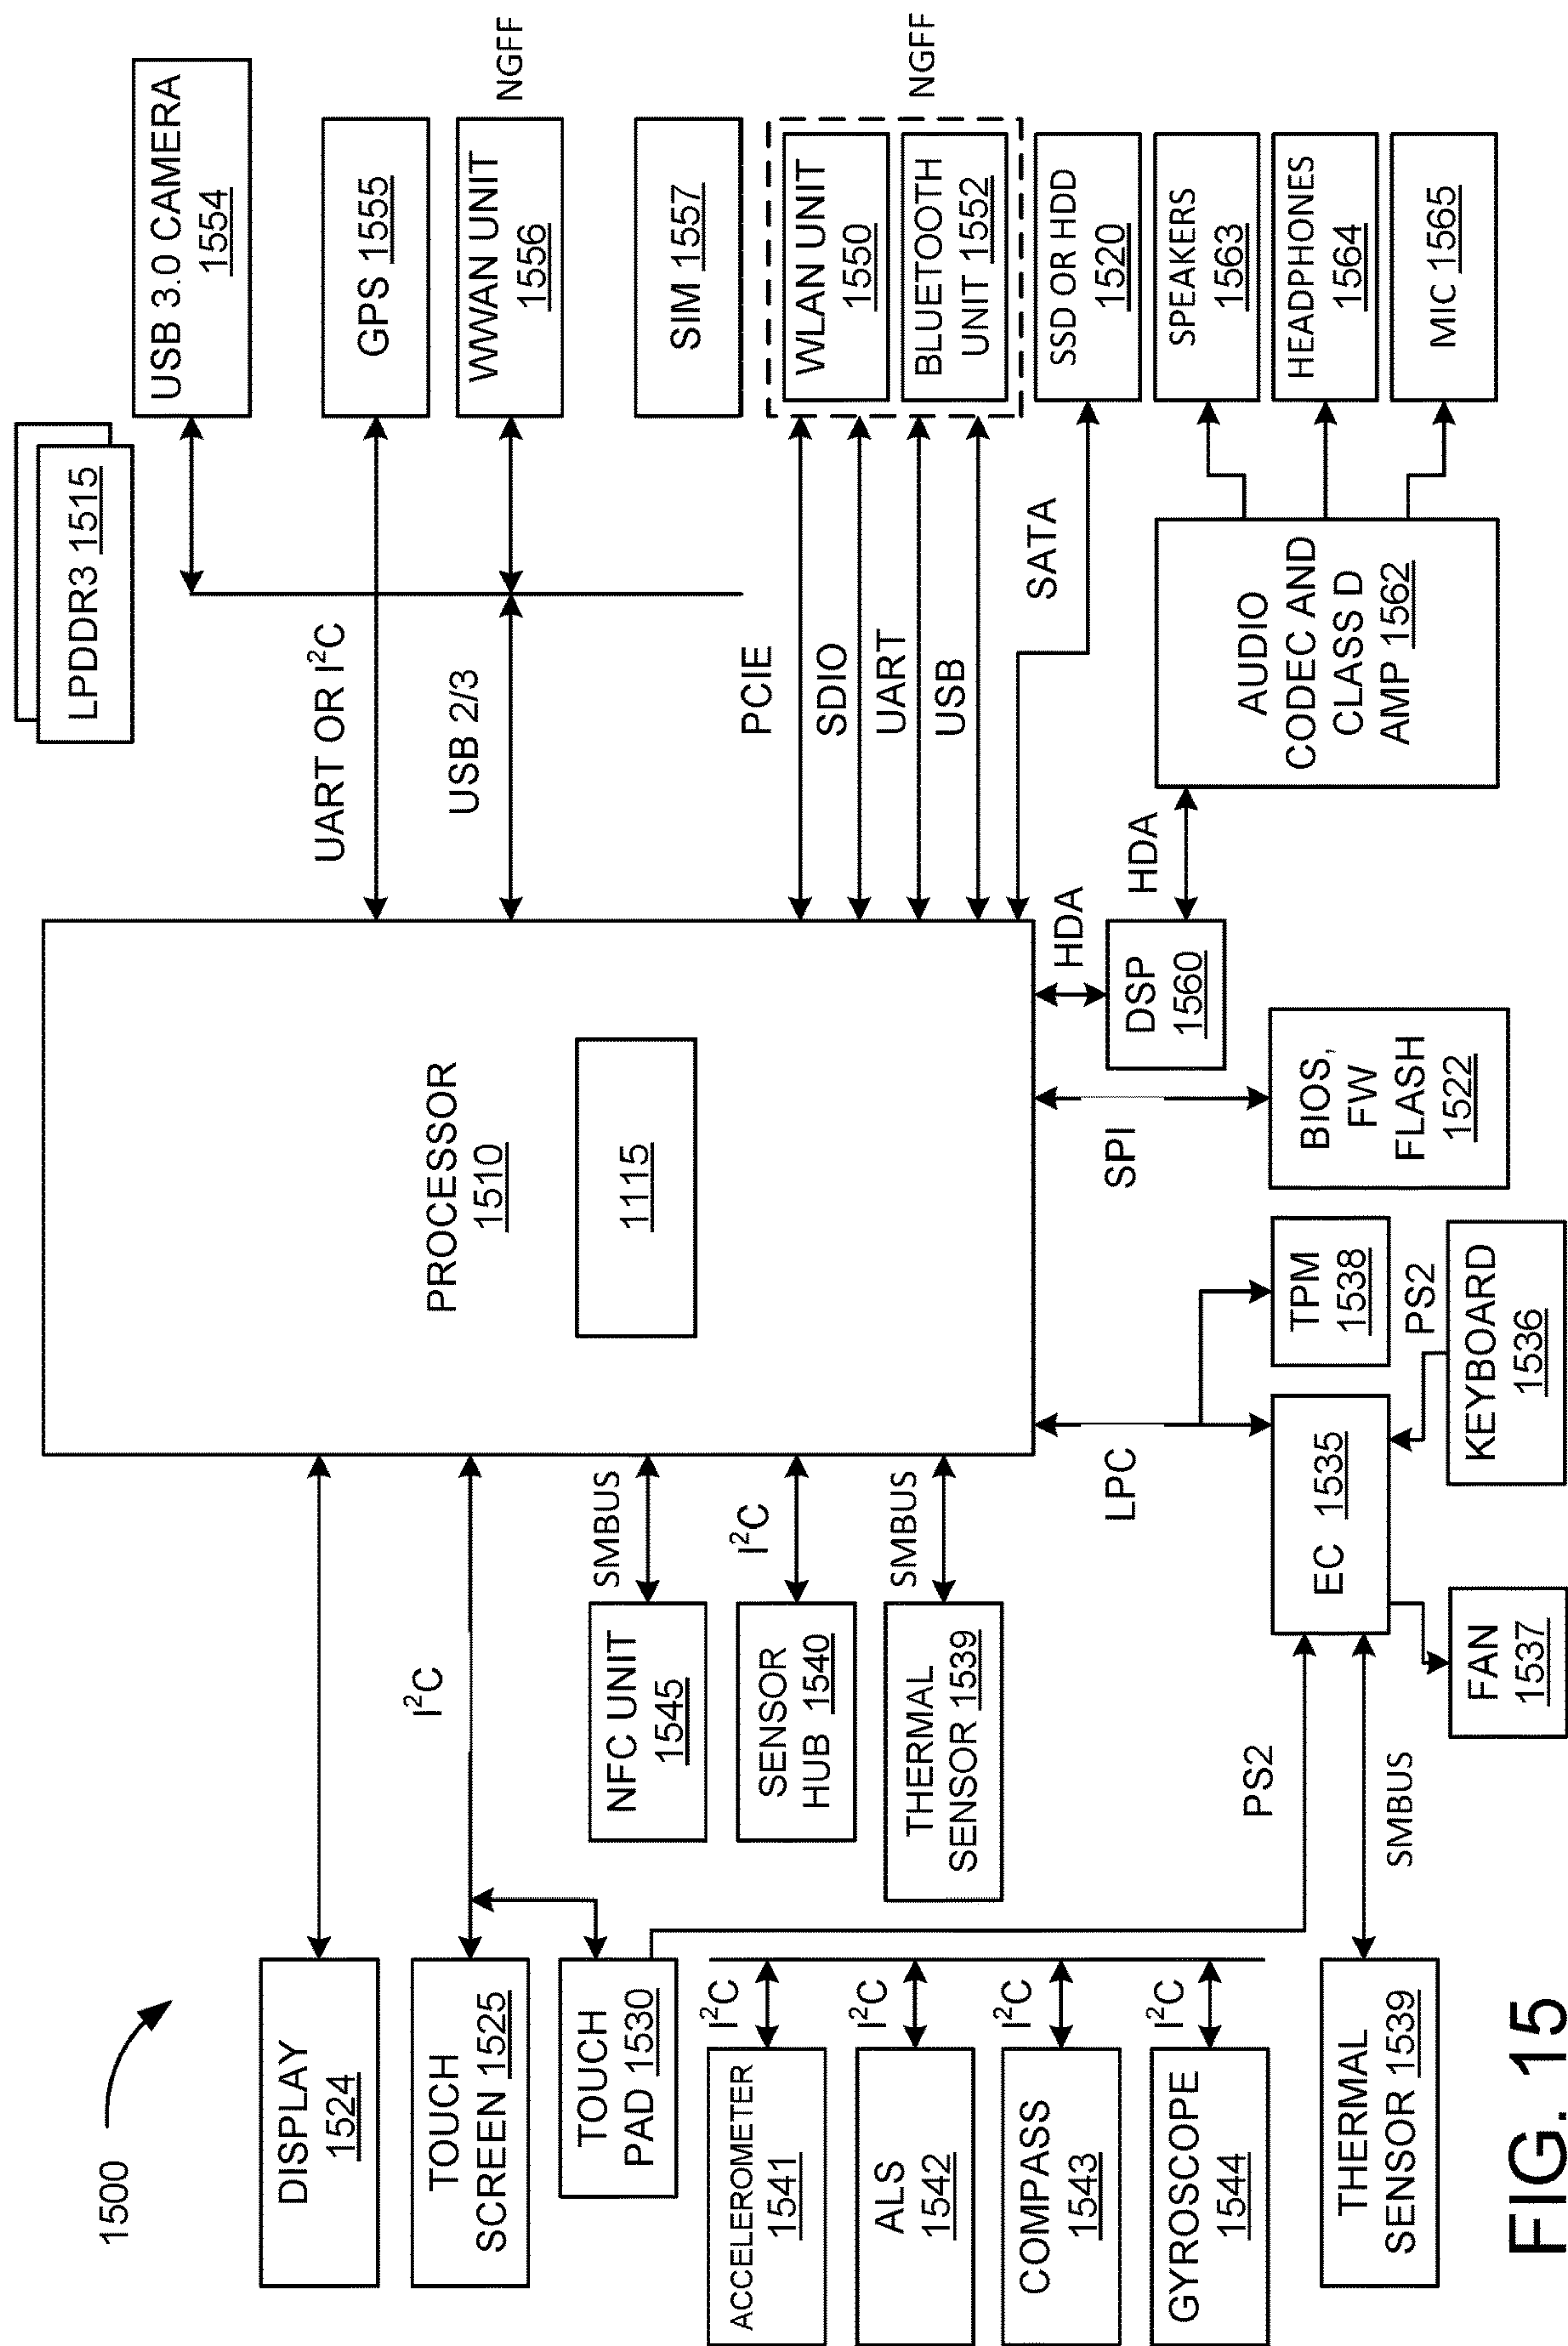 1500
DISPLAY
1524
TOUCH
SCREEN 1525
TOUCH
PAD 1530
I²C
ACCELEROMETER
1541
I²C
ALS
1542
I²C
COMPASS
1543
I²C
GYROSCOPE
1544
I²C
THERMAL
SENSOR 1539
SMBUS
PS2
NFC UNIT
1545
SMBUS
SENSOR
HUB 1540
I²C
THERMAL
SENSOR 1539
SMBUS
PROCESSOR
1510
1115
LPC
EC 1535
FAN
1537
TPM
1538
PS2
KEYBOARD
1536
SPI
BIOS,
FW
FLASH
1522
HDA
DSP
1560
HDA
AUDIO
CODEC AND
CLASS D
AMP 1562
LPDDR3 1515
UART OR I²C
USB 2/3
PCIE
SDIO
UART
USB
SATA
USB 3.0 CAMERA
1554
GPS 1555
WWAN UNIT
1556
NGFF
SIM 1557
WLAN UNIT
1550
BLUETOOTH
UNIT 1552
NGFF
SSD OR HDD
1520
SPEAKERS
1563
HEADPHONES
1564
MIC 1565
FIG. 15